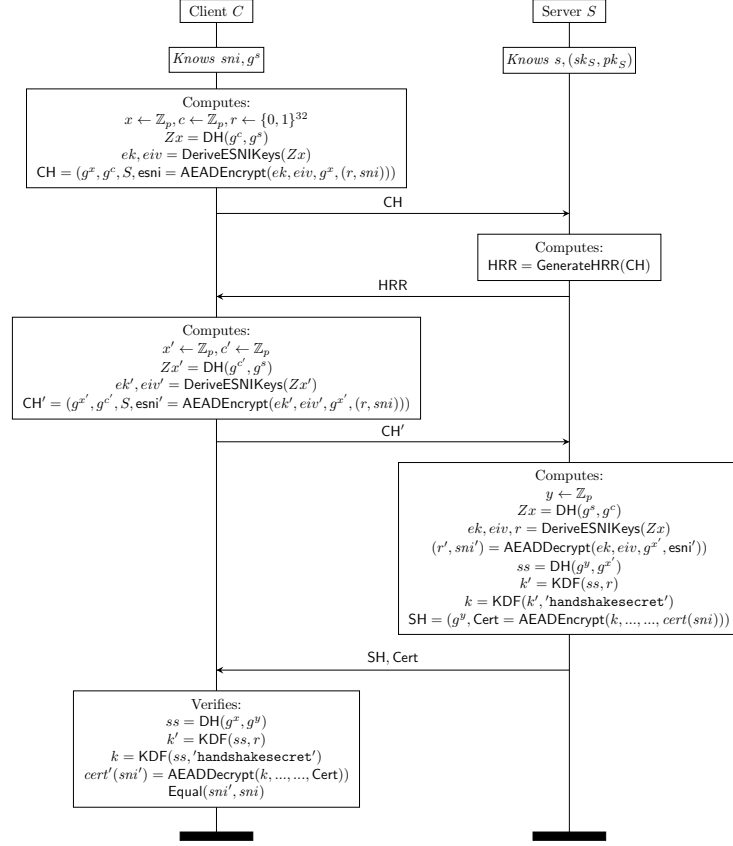 Client C Server S
Knows sni, g^s Knows s, (sk_S, pk_S)
Computes:
x ← ℤ_p, c ← ℤ_p, r ← {0, 1}^32
Zx = DH(g^c, g^s)
ek, eiv = DeriveESNIKeys(Zx)
CH = (g^x, g^c, S, esni = AEADEncrypt(ek, eiv, g^x, (r, sni)))
CH
Computes:
HRR = GenerateHRR(CH)
HRR
Computes:
x′ ← ℤ_p, c′ ← ℤ_p
Zx′ = DH(g^c′, g^s)
ek′, eiv′ = DeriveESNIKeys(Zx′)
CH′ = (g^x′, g^c′, S, esni′ = AEADEncrypt(ek′, eiv′, g^x′, (r, sni)))
CH′
Computes:
y ← ℤ_p
Zx = DH(g^s, g^c)
ek, eiv, r = DeriveESNIKeys(Zx)
(r′, sni′) = AEADDecrypt(ek, eiv, g^x′, esni′))
ss = DH(g^y, g^x′)
k′ = KDF(ss, r)
k = KDF(k′, 'handshakesecret')
SH = (g^y, Cert = AEADEncrypt(k, ..., ..., cert(sni)))
SH, Cert
Verifies:
ss = DH(g^x, g^y)
k′ = KDF(ss, r)
k = KDF(ss, 'handshakesecret')
cert′(sni′) = AEADDecrypt(k, ..., ..., Cert))
Equal(sni′, sni)